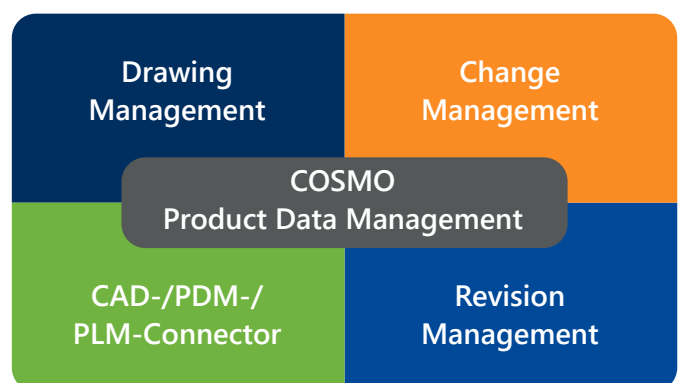 Drawing
Management
Change
Management
COSMO
Product Data Management
CAD-/PDM-/
PLM-Connector
Revision
Management